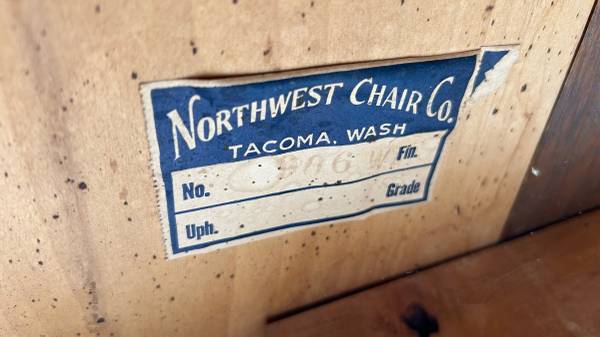 NORTHWEST CHAIR CO.
TACOMA, WASH
No. Fin.
Uph. Grade